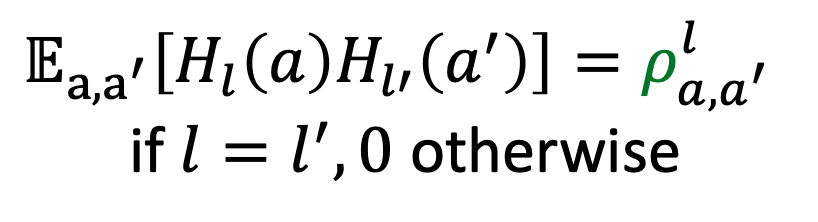 𝔼ₐ,ₐ′[Hₗ(a)Hₗ′(a′)] = ρˡₐ,ₐ′
if l = l′, 0 otherwise